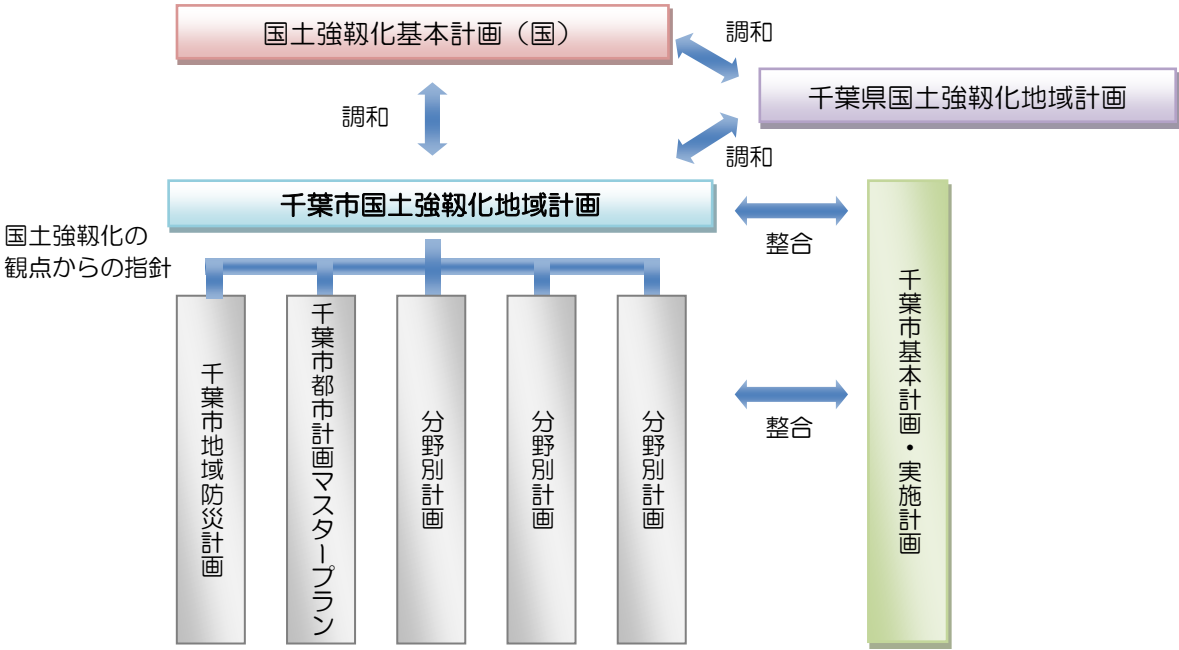 国土強靱化基本計画（国）
調和
千葉県国土強靱化地域計画
調和
調和
千葉市国土強靱化地域計画
国土強靱化の
観点からの指針
整合
千葉市地域防災計画
千葉市都市計画マスタープラン
分野別計画
分野別計画
分野別計画
整合
千葉市基本計画・実施計画